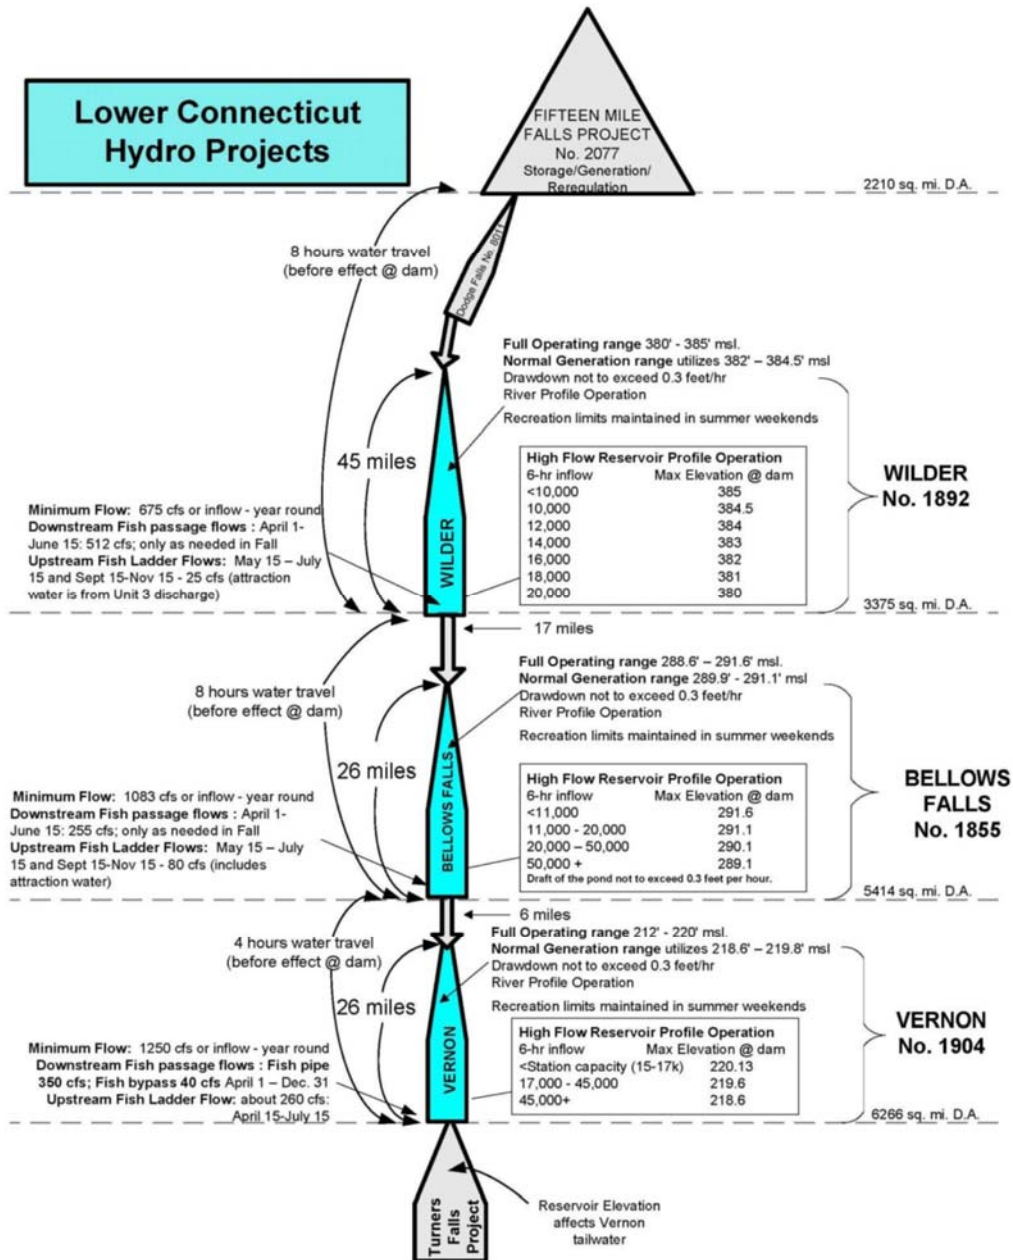 Lower Connecticut
Hydro Projects
FIFTEEN MILE
FALLS PROJECT
No. 2077
Storage/Generation/
Reregulation
2210 sq. mi. D.A.
8 hours water travel
(before effect @ dam)
Dodge Falls No. 8011
Full Operating range 380' - 385' msl.
Normal Generation range utilizes 382' – 384.5' msl
Drawdown not to exceed 0.3 feet/hr
River Profile Operation
Recreation limits maintained in summer weekends
45 miles
WILDER
High Flow Reservoir Profile Operation
6-hr inflow Max Elevation @ dam
<10,000 385
10,000 384.5
12,000 384
14,000 383
16,000 382
18,000 381
20,000 380
WILDER
No. 1892
Minimum Flow: 675 cfs or inflow - year round
Downstream Fish passage flows : April 1-
June 15: 512 cfs; only as needed in Fall
Upstream Fish Ladder Flows: May 15 – July
15 and Sept 15-Nov 15 - 25 cfs (attraction
water is from Unit 3 discharge)
3375 sq. mi. D.A.
17 miles
Full Operating range 288.6' – 291.6' msl.
Normal Generation range 289.9' - 291.1' msl
Drawdown not to exceed 0.3 feet/hr
River Profile Operation
Recreation limits maintained in summer weekends
8 hours water travel
(before effect @ dam)
26 miles
BELLOWS FALLS
High Flow Reservoir Profile Operation
6-hr inflow Max Elevation @ dam
<11,000 291.6
11,000 - 20,000 291.1
20,000 – 50,000 290.1
50,000 + 289.1
Draft of the pond not to exceed 0.3 feet per hour.
BELLOWS
FALLS
No. 1855
Minimum Flow: 1083 cfs or inflow - year round
Downstream Fish passage flows : April 1-
June 15: 255 cfs; only as needed in Fall
Upstream Fish Ladder Flows: May 15 – July
15 and Sept 15-Nov 15 - 80 cfs (includes
attraction water)
5414 sq. mi. D.A.
6 miles
Full Operating range 212' - 220' msl.
Normal Generation range utilizes 218.6' – 219.8' msl
Drawdown not to exceed 0.3 feet/hr
River Profile Operation
Recreation limits maintained in summer weekends
4 hours water travel
(before effect @ dam)
26 miles
VERNON
High Flow Reservoir Profile Operation
6-hr inflow Max Elevation @ dam
<Station capacity (15-17k) 220.13
17,000 - 45,000 219.6
45,000+ 218.6
VERNON
No. 1904
Minimum Flow: 1250 cfs or inflow - year round
Downstream Fish passage flows : Fish pipe
350 cfs; Fish bypass 40 cfs April 1 – Dec. 31
Upstream Fish Ladder Flow: about 260 cfs:
April 15-July 15
6266 sq. mi. D.A.
Turners
Falls
Project
Reservoir Elevation
affects Vernon
tailwater